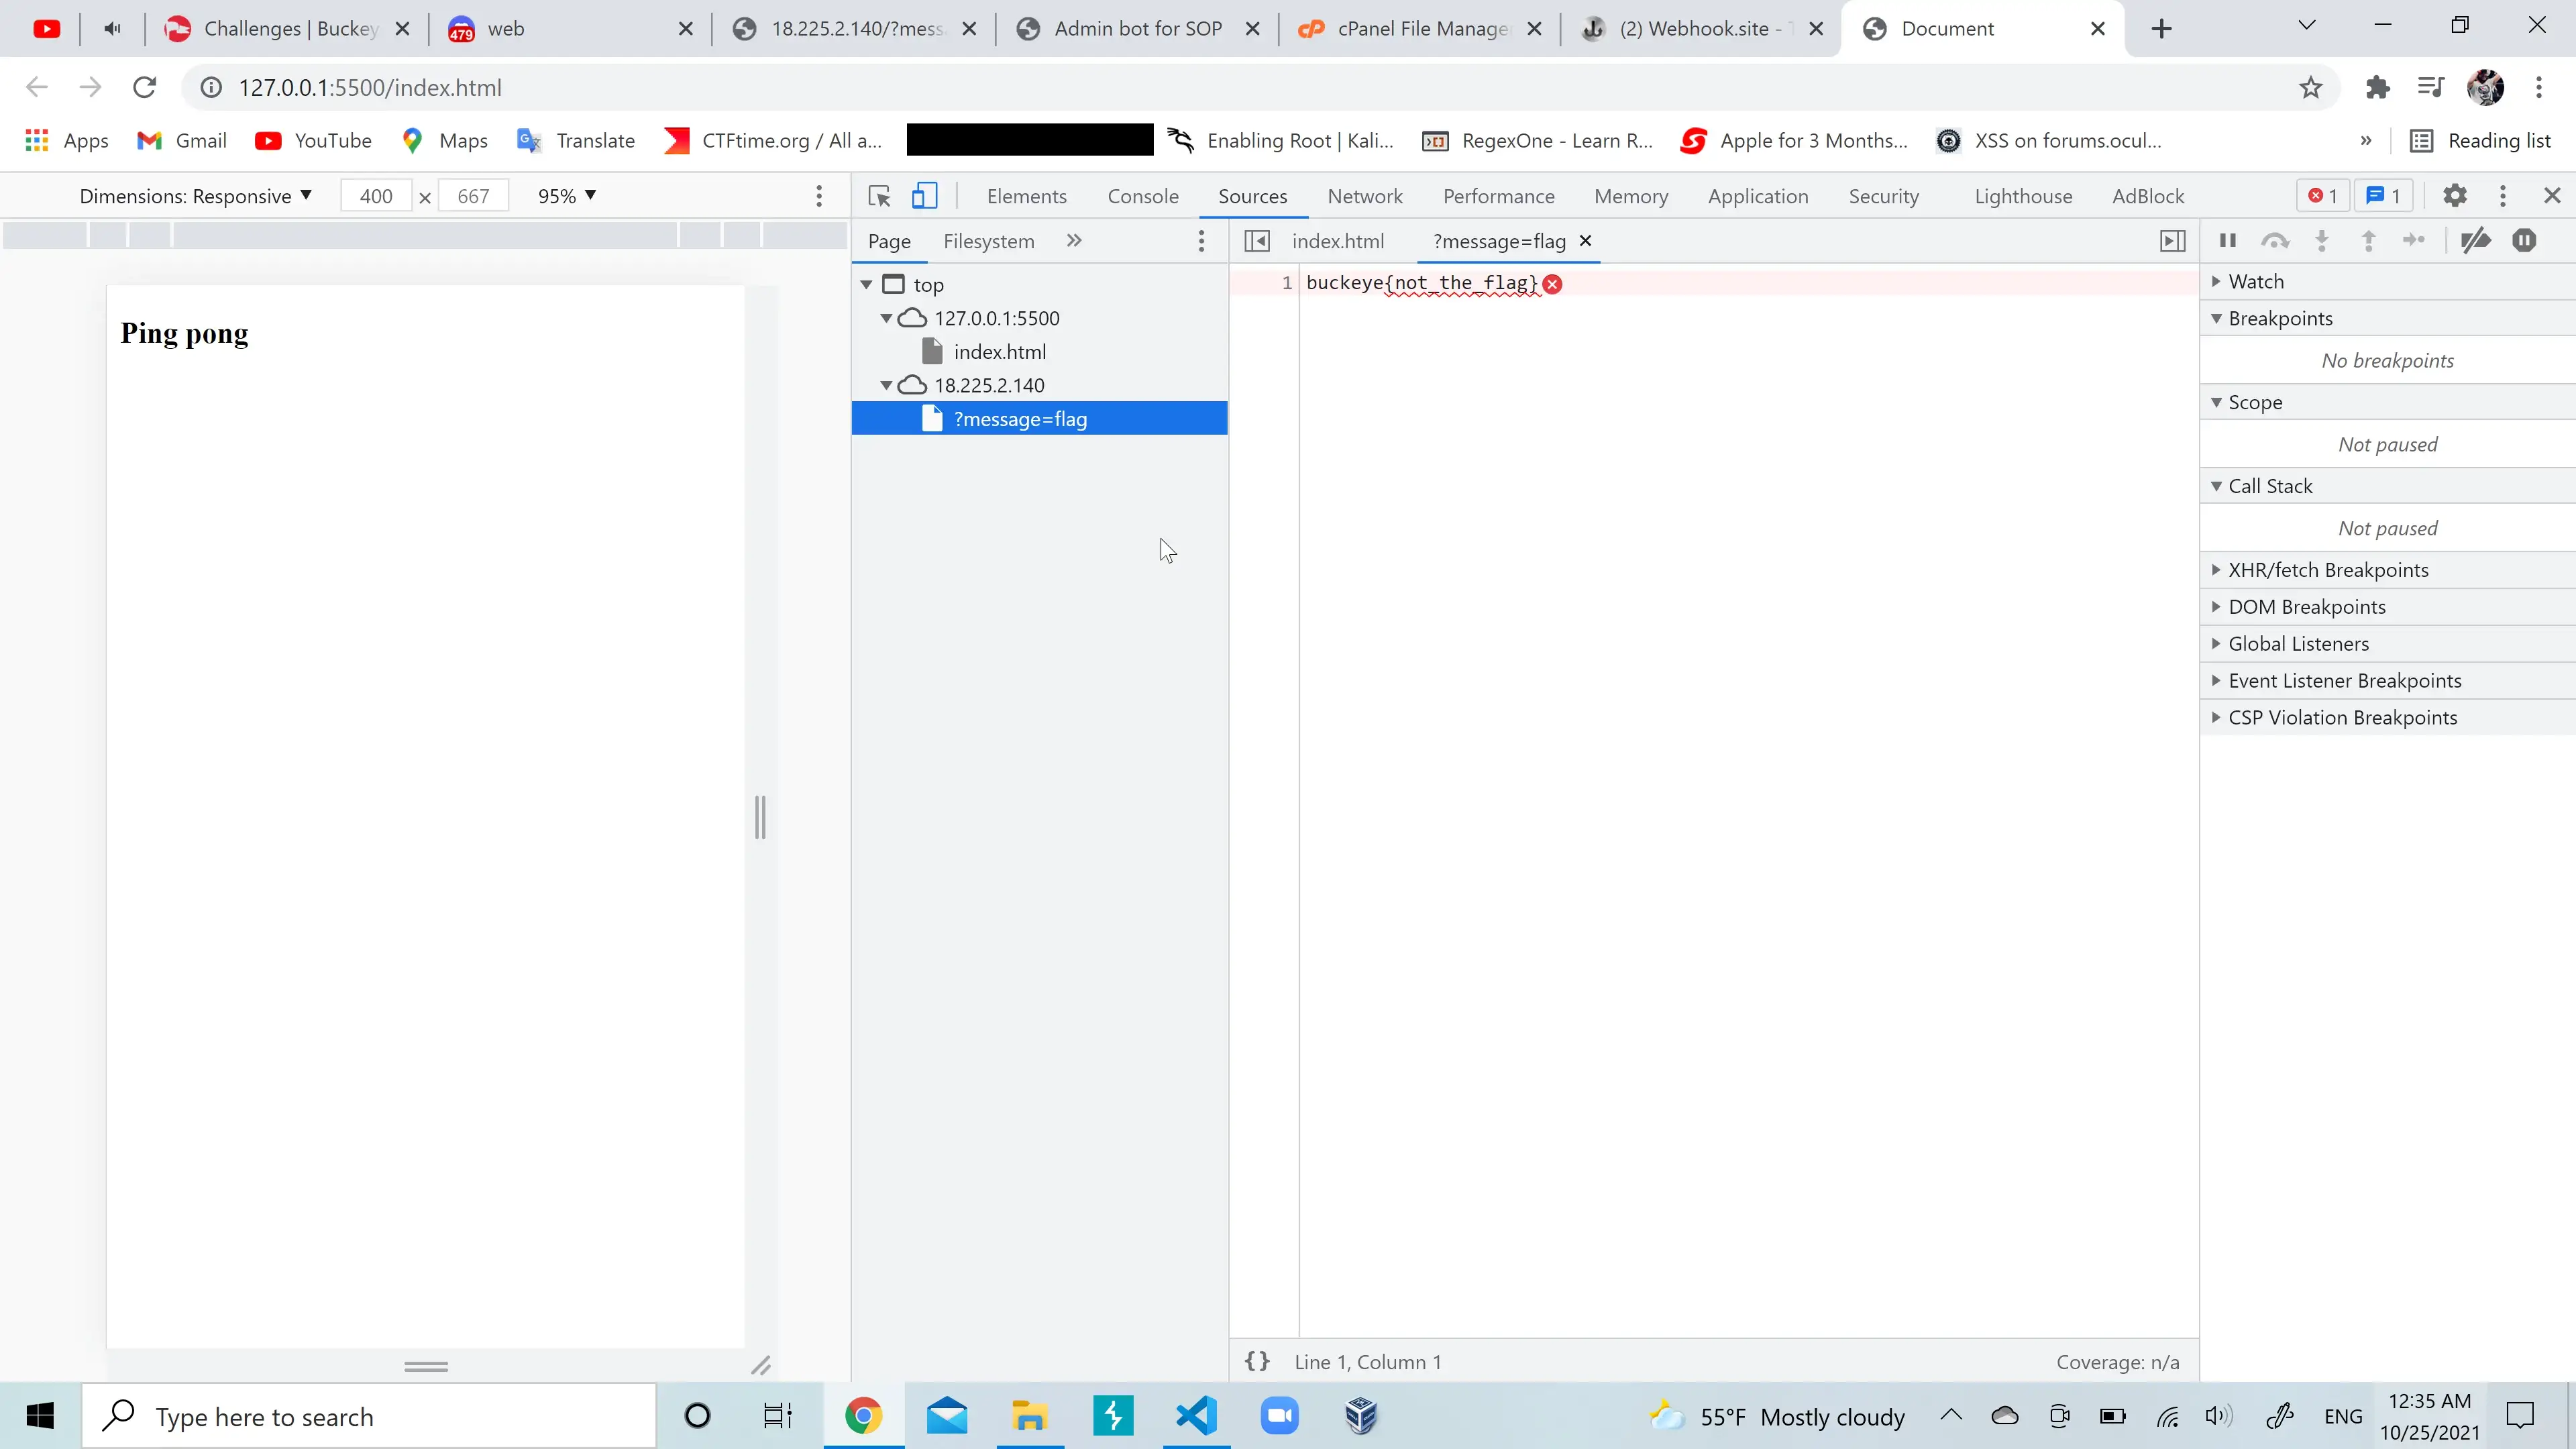 Challenges | Buckey
479
web
18.225.2.140/?mess
Admin bot for SOP
cPanel File Manage
(2) Webhook.site -
Document
127.0.0.1:5500/index.html
Apps
Gmail
YouTube
Maps
Translate
CTFtime.org / All a...
Enabling Root | Kali...
RegexOne - Learn R...
Apple for 3 Months...
XSS on forums.ocul...
»
Reading list
Dimensions: Responsive ▼
400 × 667
95% ▼
Elements
Console
Sources
Network
Performance
Memory
Application
Security
Lighthouse
AdBlock
1
1
Page
Filesystem
index.html
?message=flag
Ping pong
top
127.0.0.1:5500
index.html
18.225.2.140
?message=flag
1 buckeye{not_the_flag}
Watch
Breakpoints
No breakpoints
Scope
Not paused
Call Stack
Not paused
XHR/fetch Breakpoints
DOM Breakpoints
Global Listeners
Event Listener Breakpoints
CSP Violation Breakpoints
{} Line 1, Column 1
Coverage: n/a
Type here to search
55°F Mostly cloudy
ENG
12:35 AM
10/25/2021